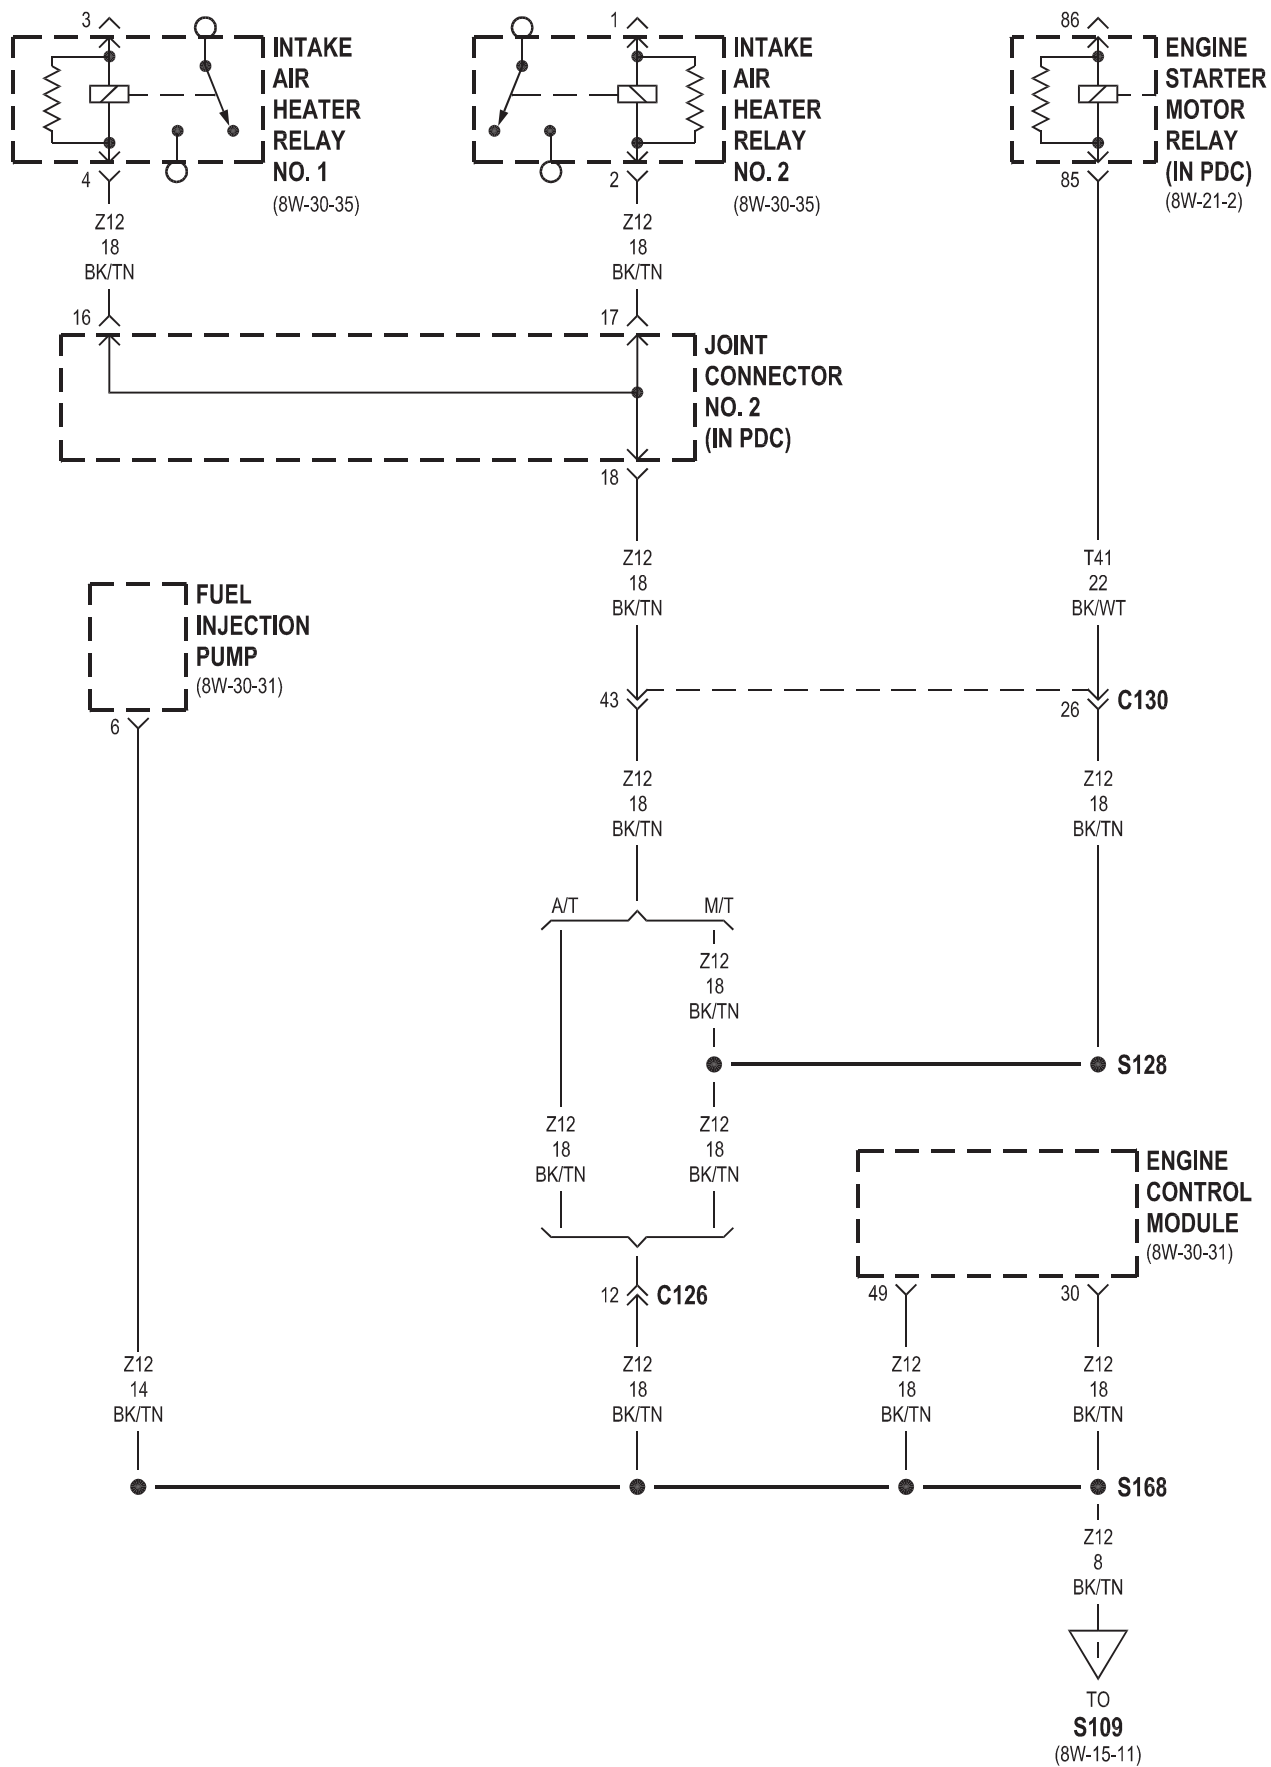 3
INTAKE
AIR
HEATER
RELAY
NO. 1
(8W-30-35)
4
1
INTAKE
AIR
HEATER
RELAY
NO. 2
(8W-30-35)
2
86
ENGINE
STARTER
MOTOR
RELAY
(IN PDC)
(8W-21-2)
85
Z12
18
BK/TN
Z12
18
BK/TN
16
17
JOINT
CONNECTOR
NO. 2
(IN PDC)
18
Z12
18
BK/TN
T41
22
BK/WT
FUEL
INJECTION
PUMP
(8W-30-31)
6
43
26
C130
Z12
18
BK/TN
Z12
18
BK/TN
A/T
M/T
Z12
18
BK/TN
S128
Z12
18
BK/TN
Z12
18
BK/TN
ENGINE
CONTROL
MODULE
(8W-30-31)
12
C126
49
30
Z12
14
BK/TN
Z12
18
BK/TN
Z12
18
BK/TN
Z12
18
BK/TN
S168
Z12
8
BK/TN
I
TO
S109
(8W-15-11)